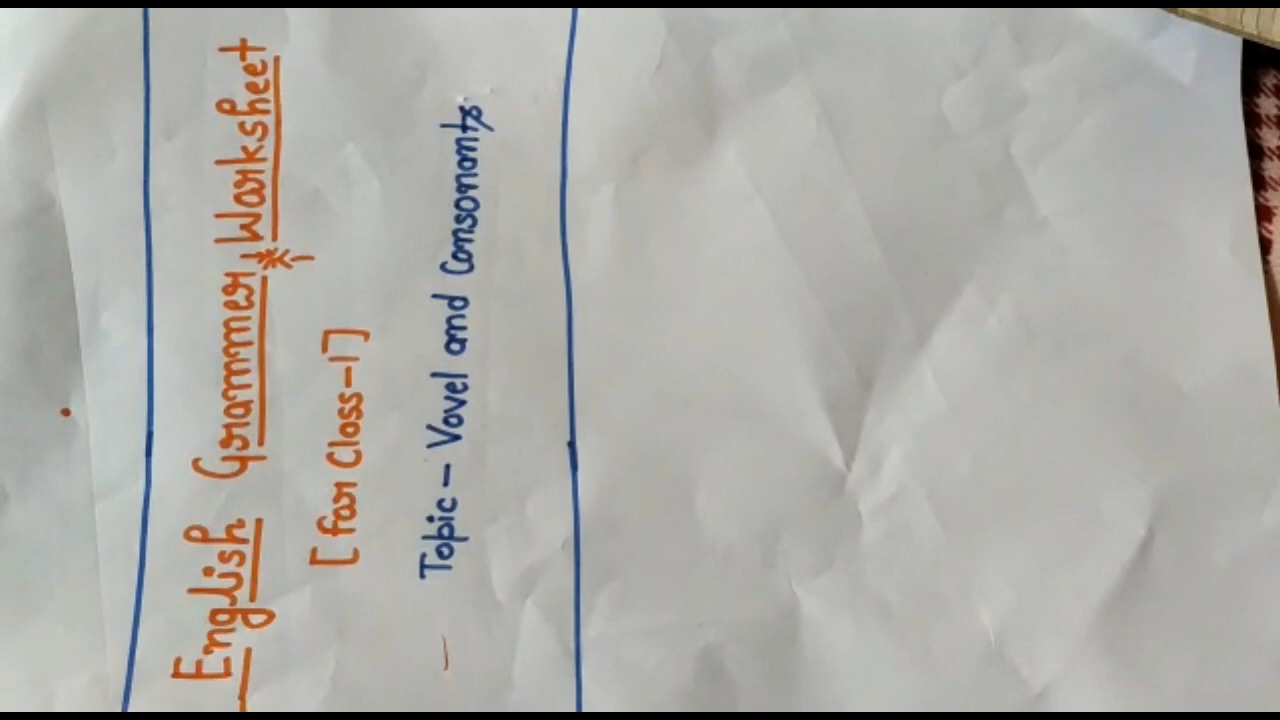 English Grammer Worksheet
[for Class-1]
Topic - Vovel and Consonants